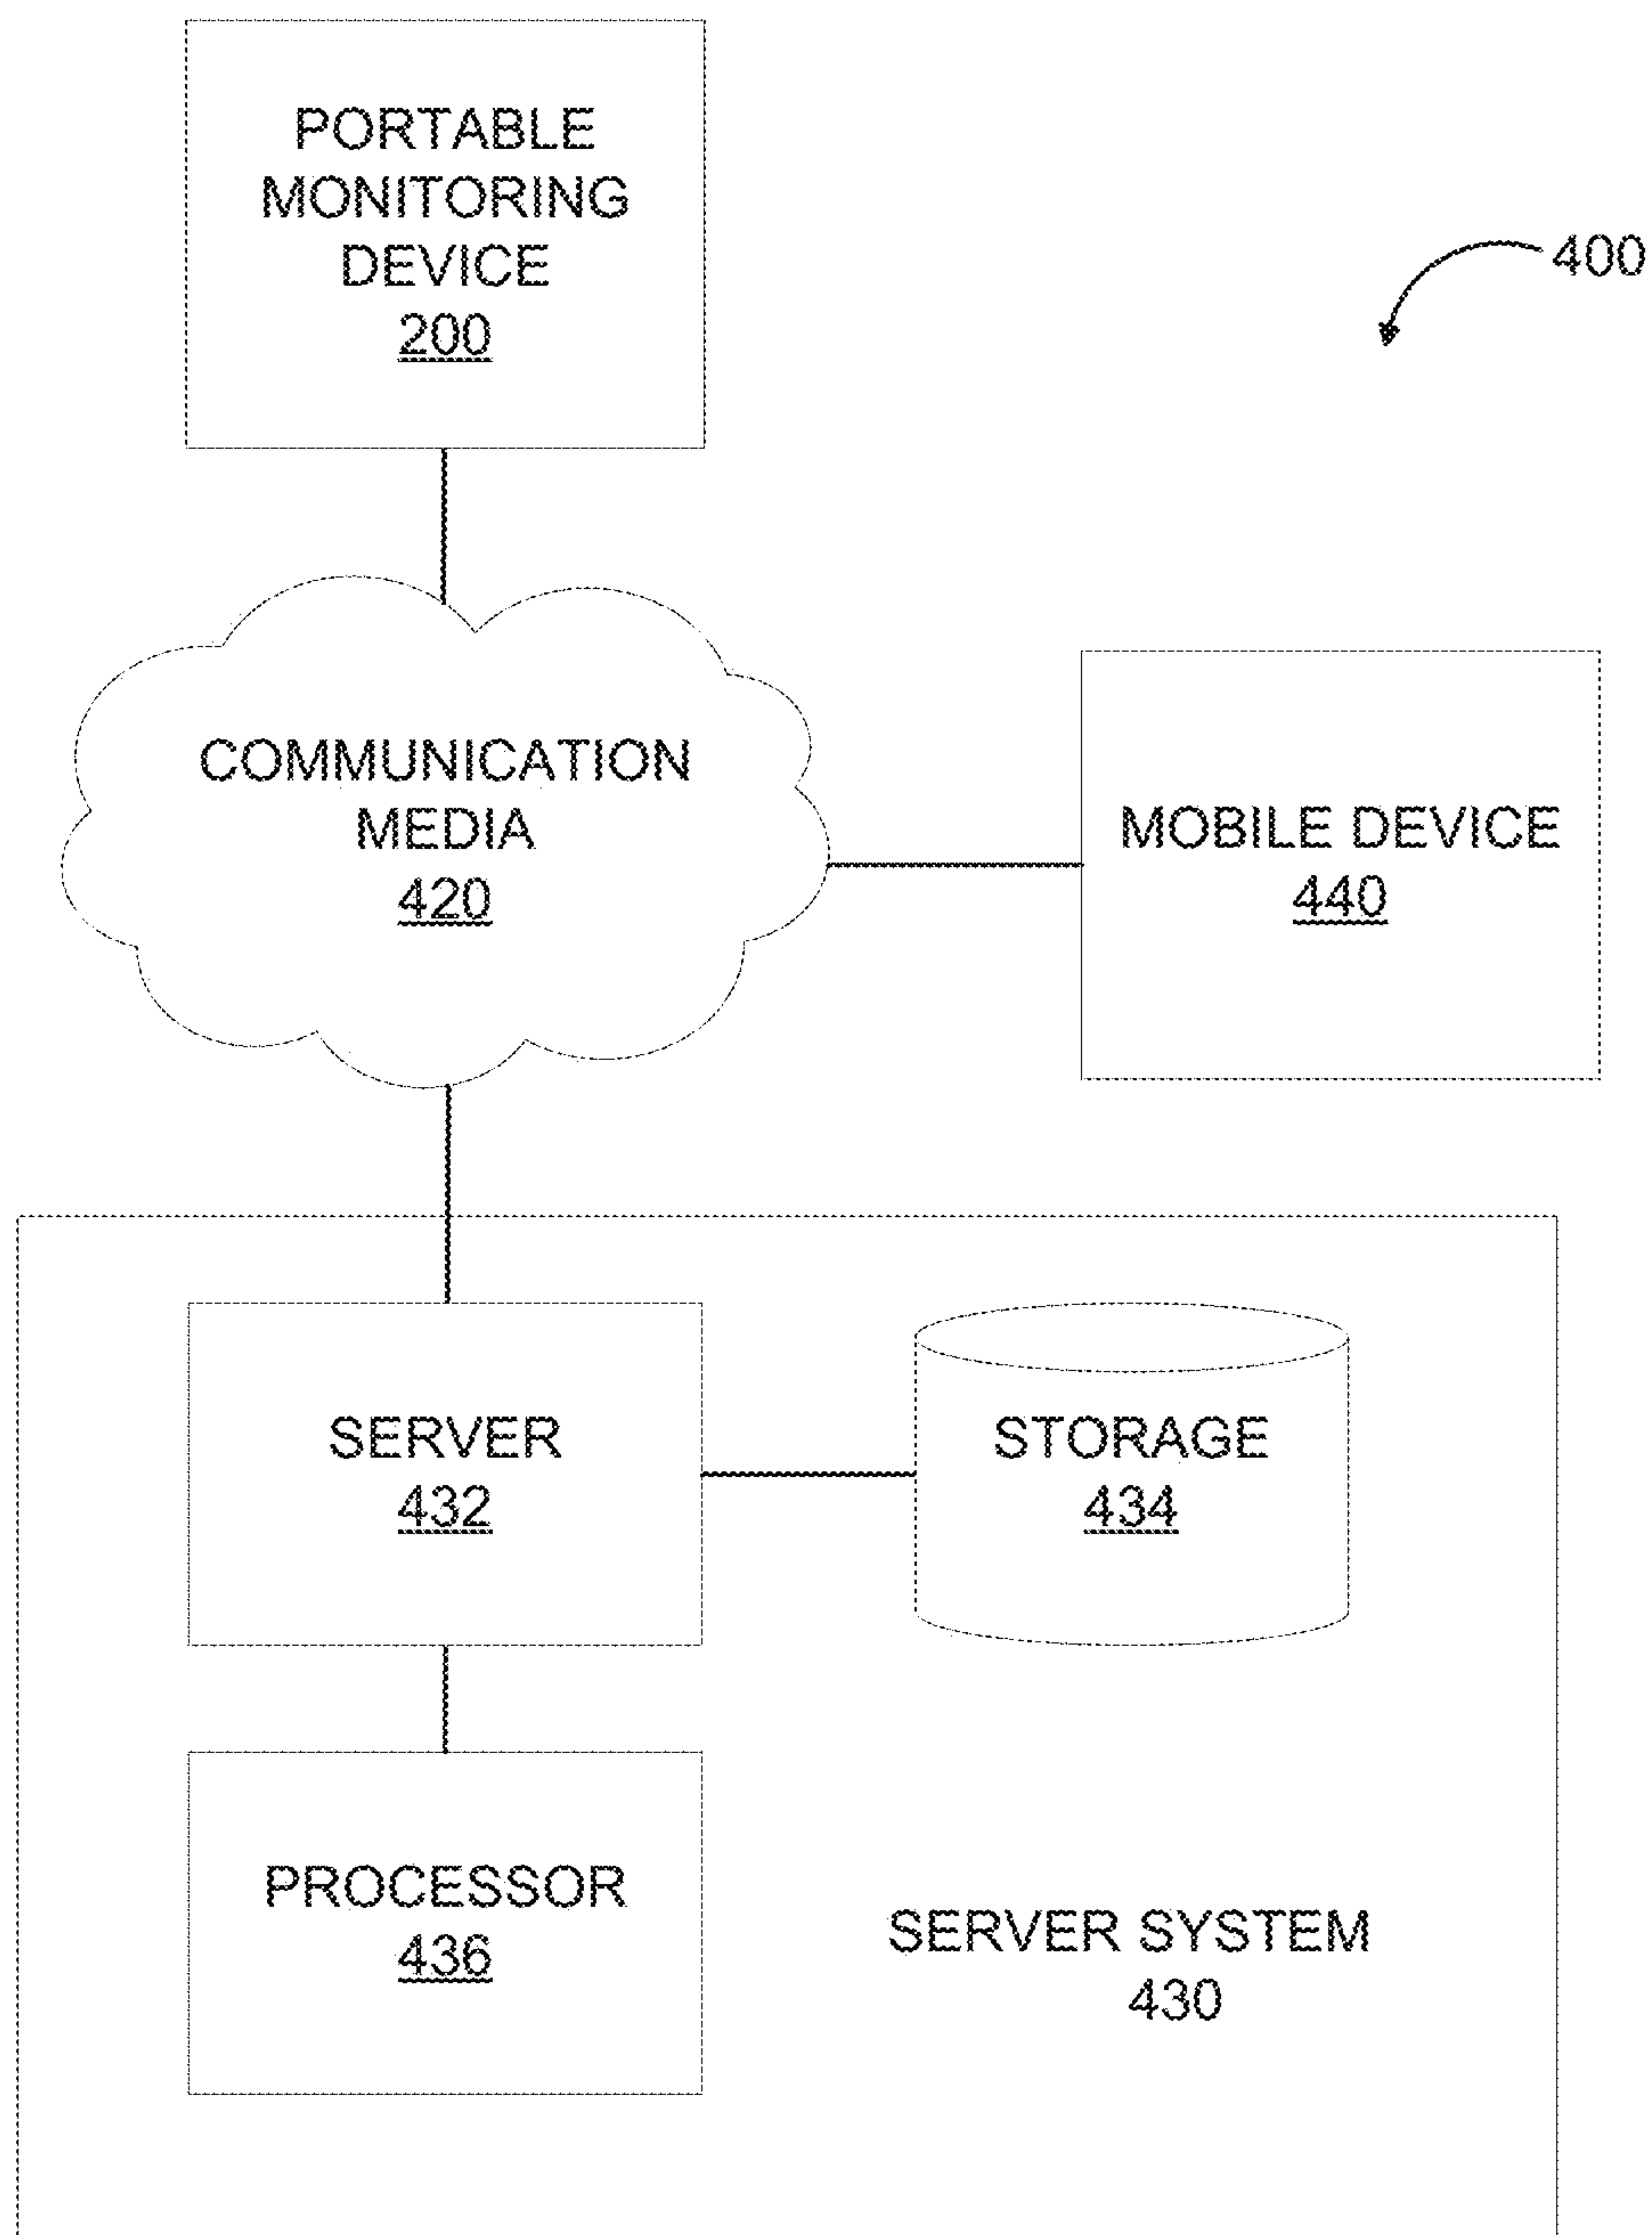 PORTABLE
MONITORING
DEVICE
200
400
COMMUNICATION
MEDIA
420
MOBILE DEVICE
440
SERVER
432
STORAGE
434
PROCESSOR
436
SERVER SYSTEM
430